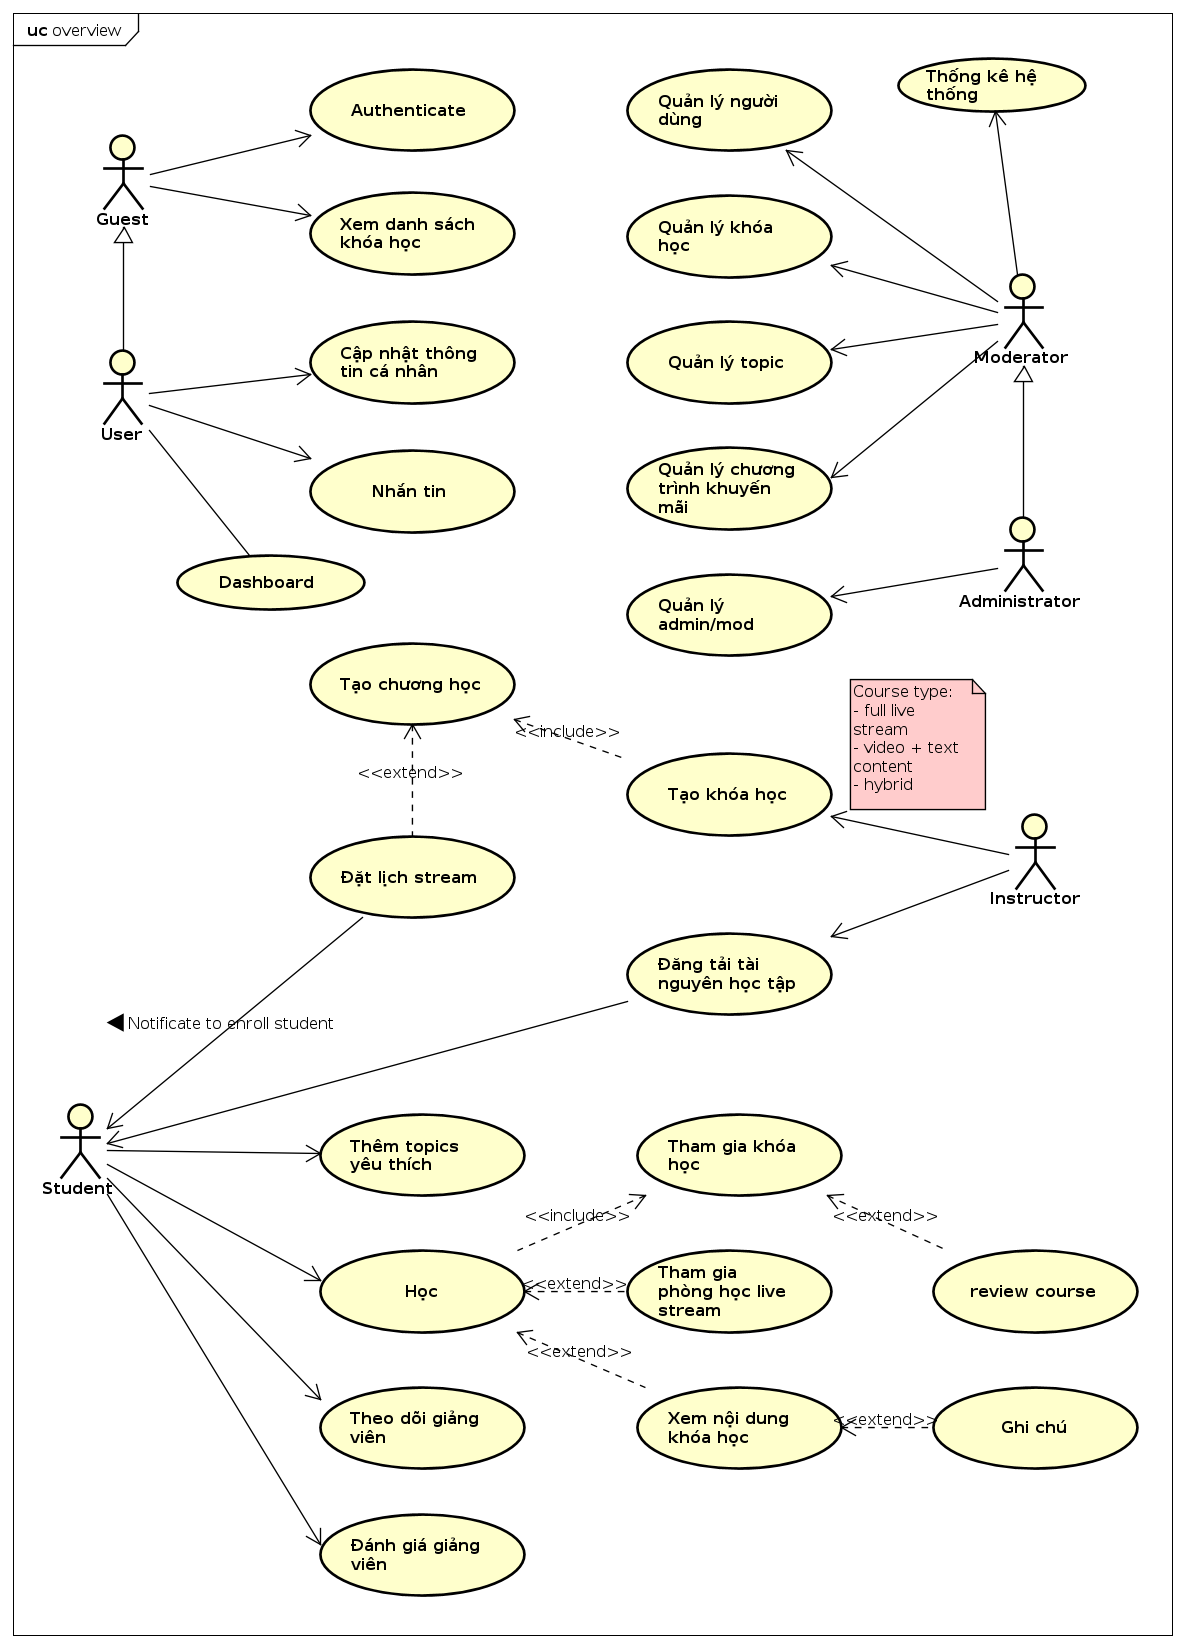 uc overview
Authenticate
Thống kê hệ
thống
Quản lý người
dùng
Guest
Xem danh sách
khóa học
Quản lý khóa
học
Moderator
Cập nhật thông
tin cá nhân
Quản lý topic
User
Nhắn tin
Quản lý chương
trình khuyến
mãi
Dashboard
Administrator
Quản lý
admin/mod
Tạo chương học
Course type:
- full live
stream
- video + text
content
- hybrid
<<include>>
<<extend>>
Tạo khóa học
Đặt lịch stream
Instructor
Đăng tải tài
nguyên học tập
Notificate to enroll student
Student
Thêm topics
yêu thích
Tham gia khóa
học
<<include>>
<<extend>>
Học
<<extend>>
Tham gia
phòng học live
stream
review course
<<extend>>
Theo dõi giảng
viên
Xem nội dung
khóa học
<<extend>>
Ghi chú
Đánh giá giảng
viên